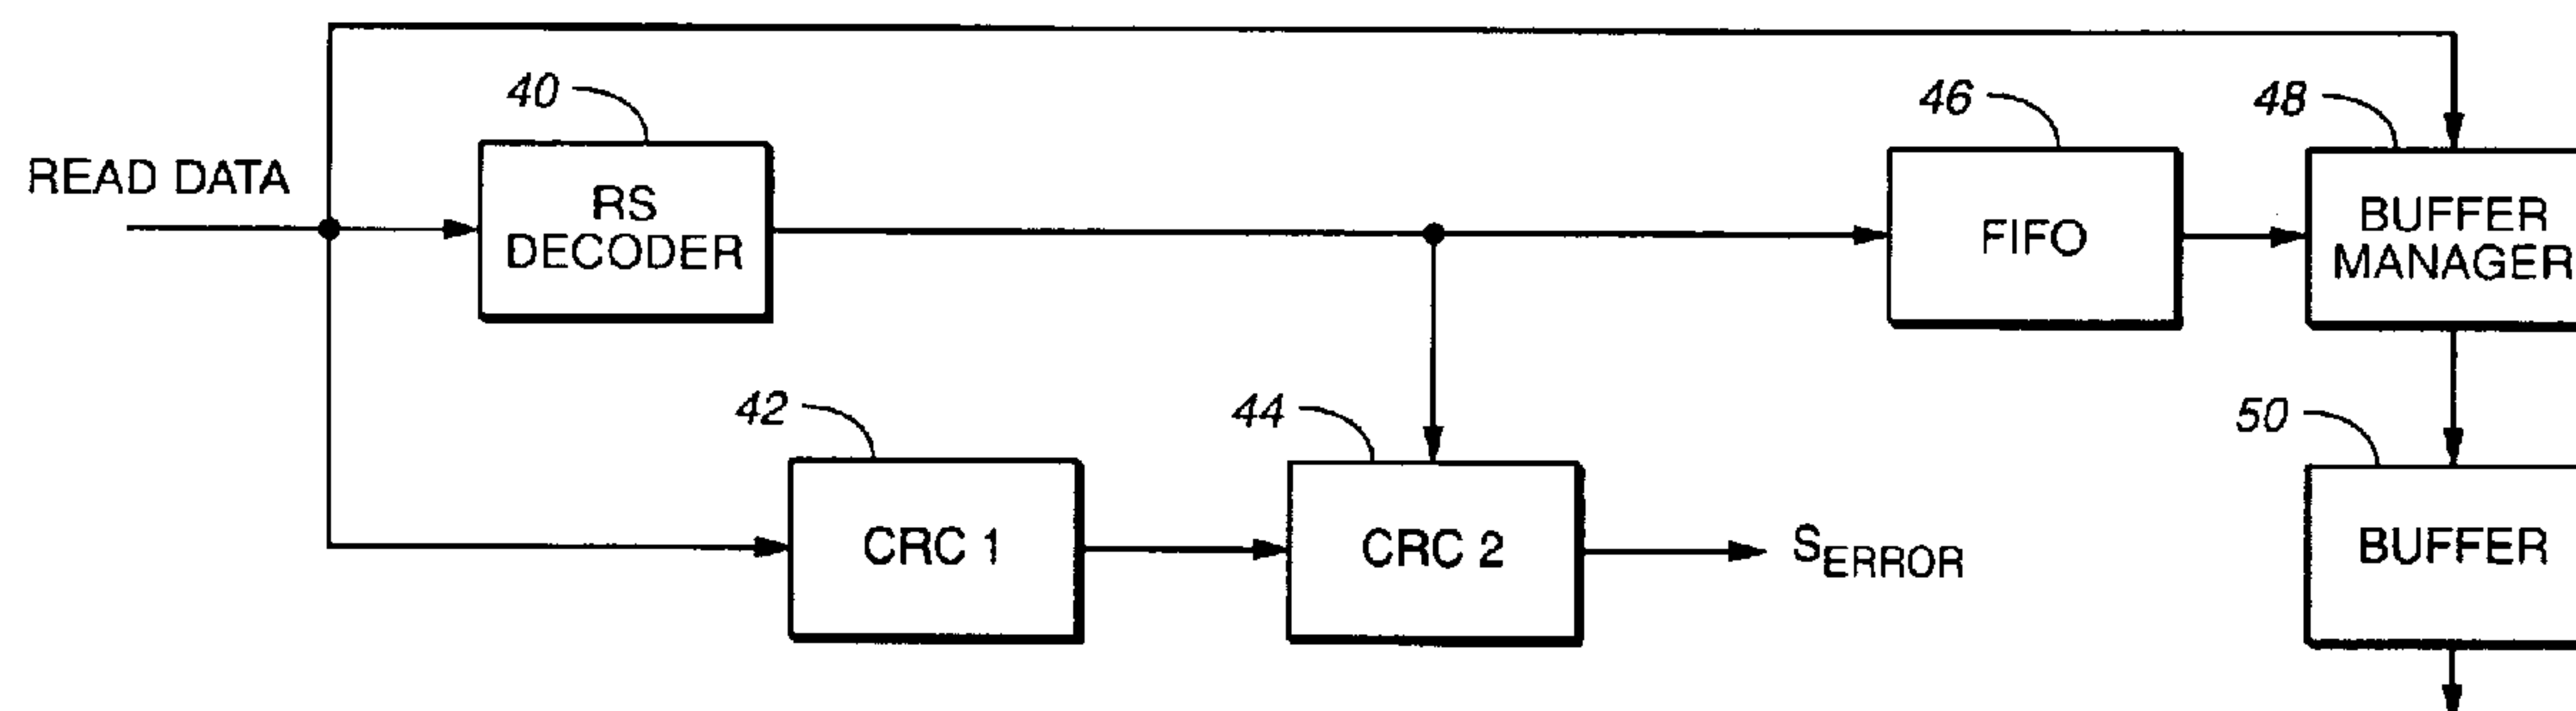 40
46
48
READ DATA
RS
DECODER
FIFO
BUFFER
MANAGER
42
44
50
CRC 1
CRC 2
SERROR
BUFFER